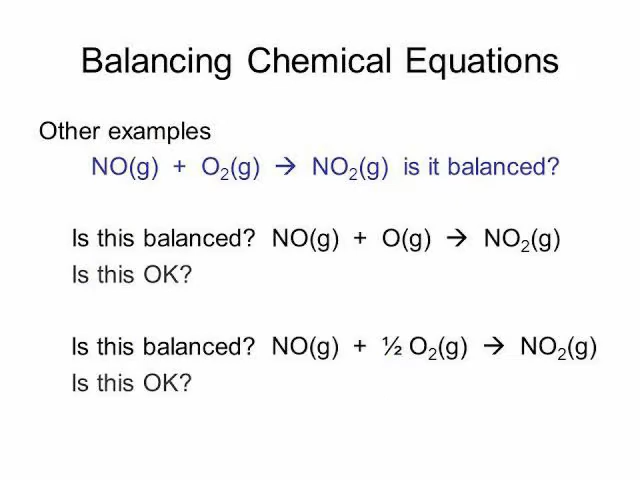 Balancing Chemical Equations
Other examples
NO(g) + O₂(g) → NO₂(g) is it balanced?
Is this balanced? NO(g) + O(g) → NO₂(g)
Is this OK?
Is this balanced? NO(g) + ½ O₂(g) → NO₂(g)
Is this OK?